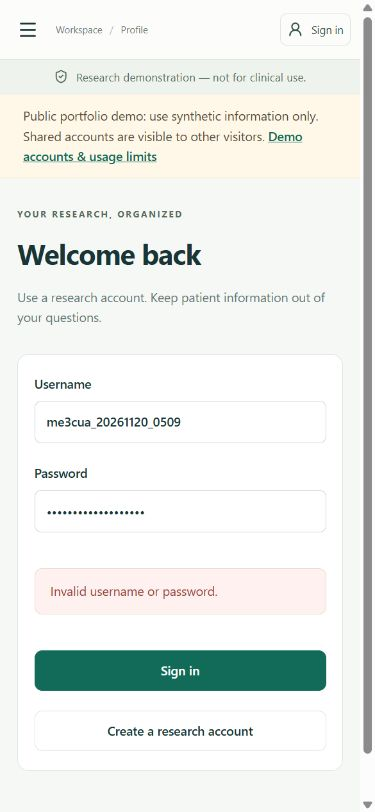 Workspace / Profile
Sign in
Research demonstration — not for clinical use.
Public portfolio demo: use synthetic information only.
Shared accounts are visible to other visitors. Demo
accounts & usage limits
YOUR RESEARCH, ORGANIZED
Welcome back
Use a research account. Keep patient information out of
your questions.
Username
me3cua_20261120_0509
Password
•••••••••••••••••••
Invalid username or password.
Sign in
Create a research account